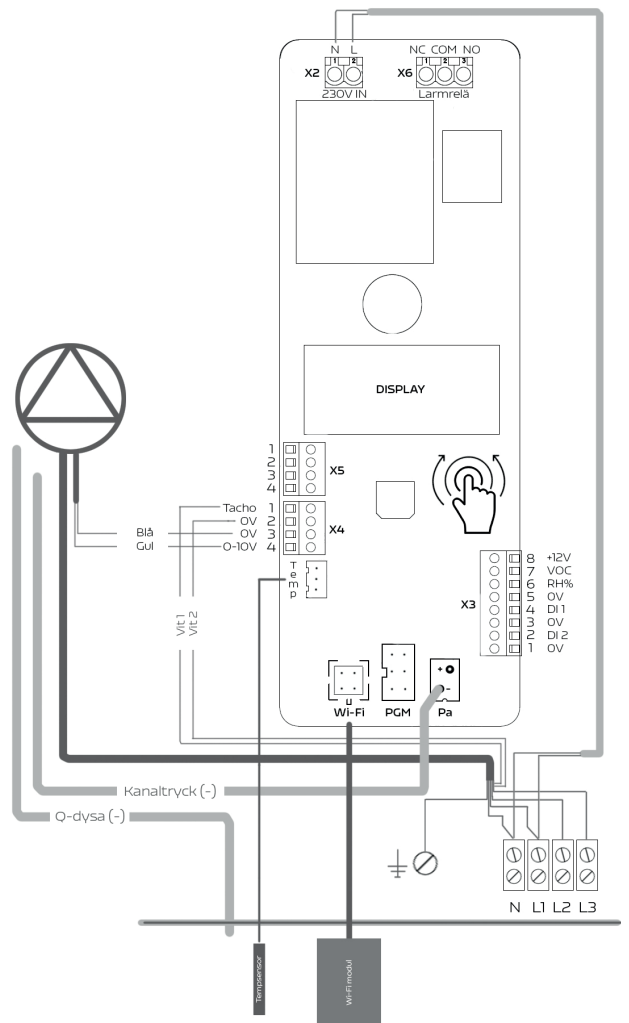 N L
1 2
X2
230V IN
NC COM NO
1 2 3
X6
Larmrelä
DISPLAY
1
2
3
4
X5
Tacho 1
0V 2
Blå 0V 3
Gul 0-10V 4
X4
Temp
Vit 1
Vit 2
X3
8 +12V
7 VOC
6 RH%
5 0V
4 DI 1
3 0V
2 DI 2
1 0V
+
-
Wi-Fi PGM Pa
Kanaltryck (-)
Q-dysa (-)
N L1 L2 L3
Tempsensor
Wi-Fi modul